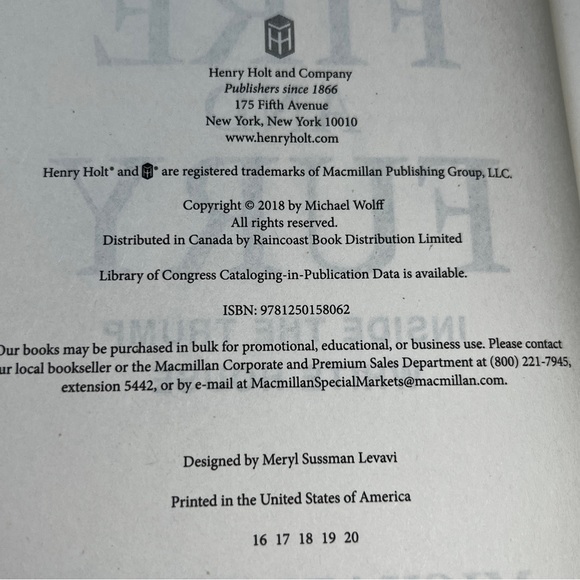 Henry Holt and Company
Publishers since 1866
175 Fifth Avenue
New York, New York 10010
www.henryholt.com
Henry Holt® and H® are registered trademarks of Macmillan Publishing Group, LLC.
Copyright © 2018 by Michael Wolff
All rights reserved.
Distributed in Canada by Raincoast Book Distribution Limited
Library of Congress Cataloging-in-Publication Data is available.
ISBN: 9781250158062
Our books may be purchased in bulk for promotional, educational, or business use. Please contact
ur local bookseller or the Macmillan Corporate and Premium Sales Department at (800) 221-7945,
extension 5442, or by e-mail at MacmillanSpecialMarkets@macmillan.com.
Designed by Meryl Sussman Levavi
Printed in the United States of America
16 17 18 19 20